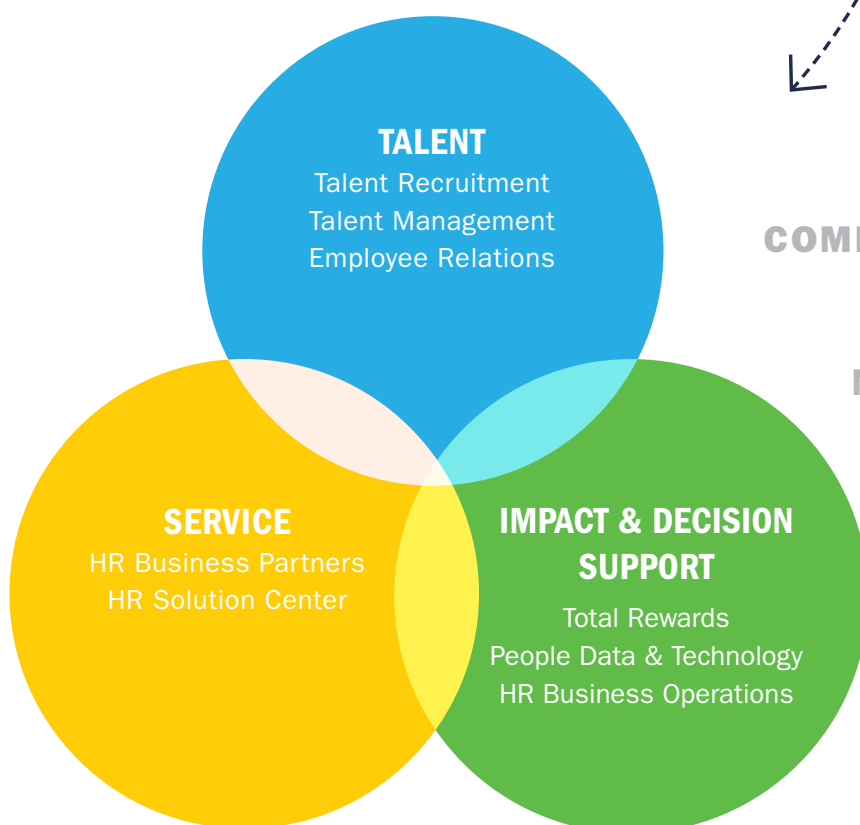 TALENT
Talent Recruitment
Talent Management
Employee Relations
SERVICE
HR Business Partners
HR Solution Center
IMPACT & DECISION
SUPPORT
Total Rewards
People Data & Technology
HR Business Operations